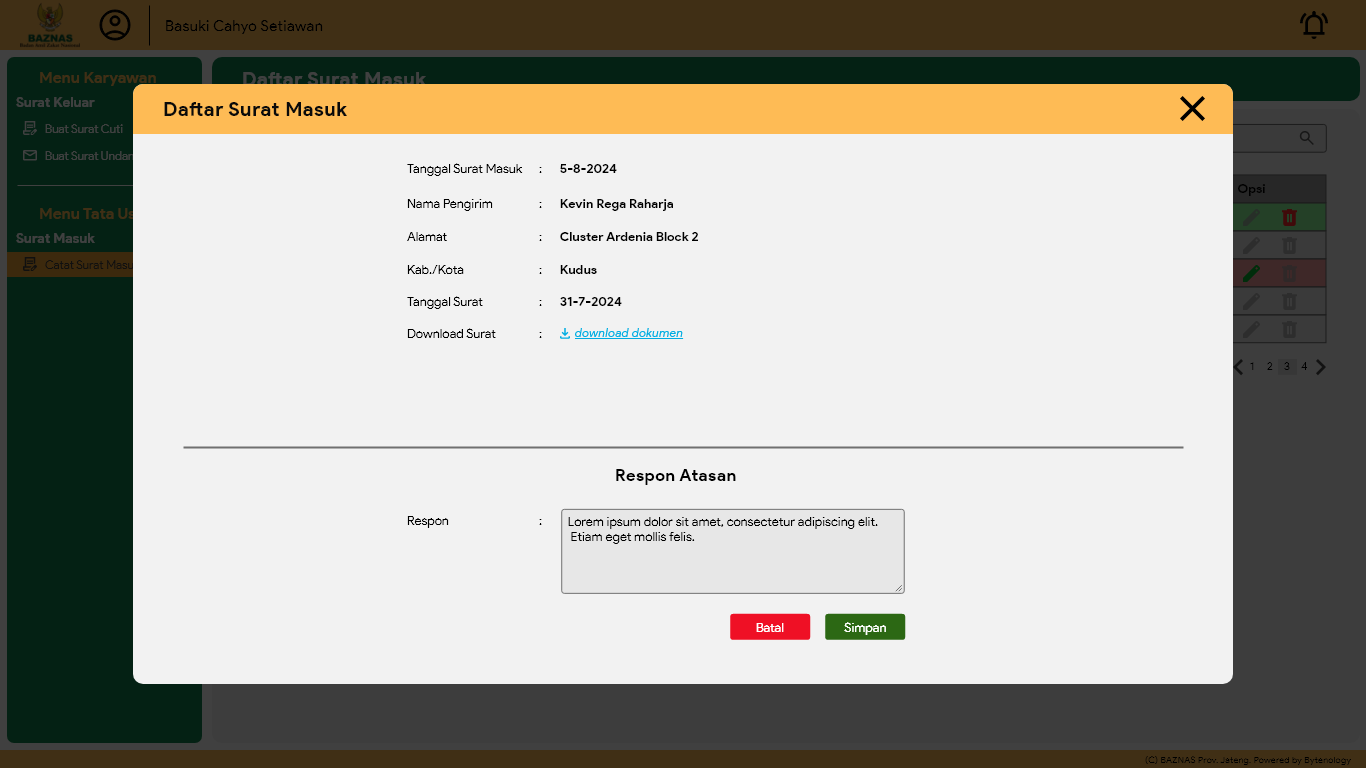 BAZNAS
Basuki Cahyo Setiawan
Menu Karyawan
Surat Keluar
Buat Surat Cuti
Buat Surat Undan
Menu Tata Us
Surat Masuk
Catat Surat Masu
Daftar Surat Masuk
Daftar Surat Masuk
Tanggal Surat Masuk : 5-8-2024
Nama Pengirim : Kevin Rega Raharja
Alamat : Cluster Ardenia Block 2
Kab./Kota : Kudus
Tanggal Surat : 31-7-2024
Download Surat : download dokumen
Respon Atasan
Respon : Lorem ipsum dolor sit amet, consectetur adipiscing elit.
Etiam eget mollis felis.
Batal Simpan
Opsi
1 2 3 4
(C) BAZNAS Prov. Jateng. Powered by Bytenology